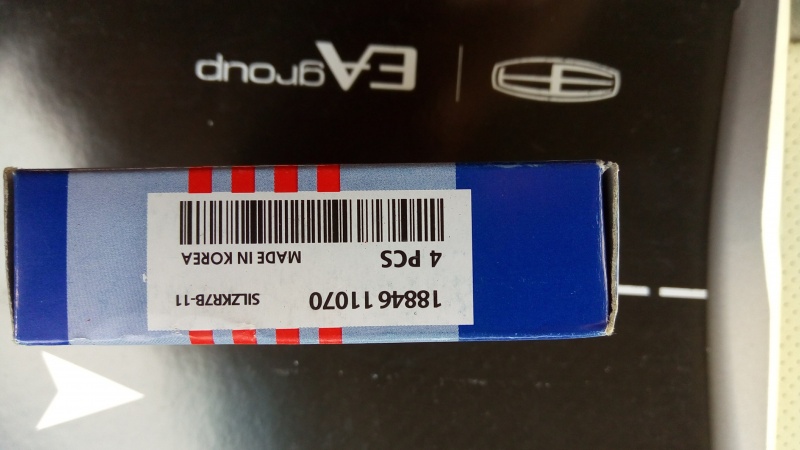 18846 11070 SILZKR7B-11
4 PCS MADE IN KOREA
EAgroup